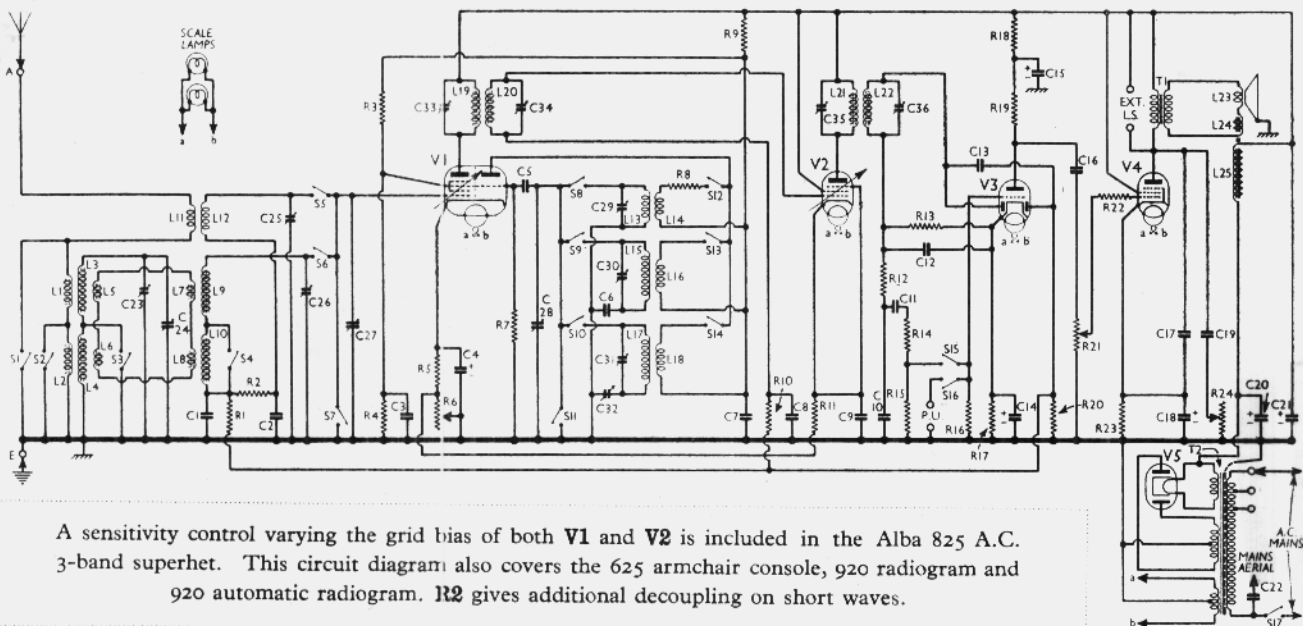 R9
R18
SCALE
LAMPS
C15
A
L19
L20
L21
L22
T1
L23
R3
C33
C34
C35
C36
R19
EXT.
L.S.
L24
a b
V1
C5
V2
C13
C16
V4
L25
S8
R8
S12
V3
L11
L12
C25
S5
C29
L13
L14
R13
a b
R22
a b
a b
a b
S9
L15
S13
C12
S6
C30
L16
R12
L3
L1
L5
L7
L9
C26
C11
C23
C
24
C27
R7
C
28
C6
R14
C17
C19
S10
L17
S14
R21
S1
S2
L6
S3
L8
L10
S4
R5
C4
C31
L18
S15
L2
L4
R2
R10
S16
R24
C20
C21
C32
C1
R1
C2
S7
R4
C3
R6
S11
C7
C8
R11
C9
C
10
R15
P.U.
R16
C14
R20
R23
C18
R17
E
T2
V5
A.C.
MAINS
MAINS
AERIAL
a
C22
b
S17
A sensitivity control varying the grid bias of both V1 and V2 is included in the Alba 825 A.C.
3-band superhet. This circuit diagram also covers the 625 armchair console, 920 radiogram and
920 automatic radiogram. R2 gives additional decoupling on short waves.